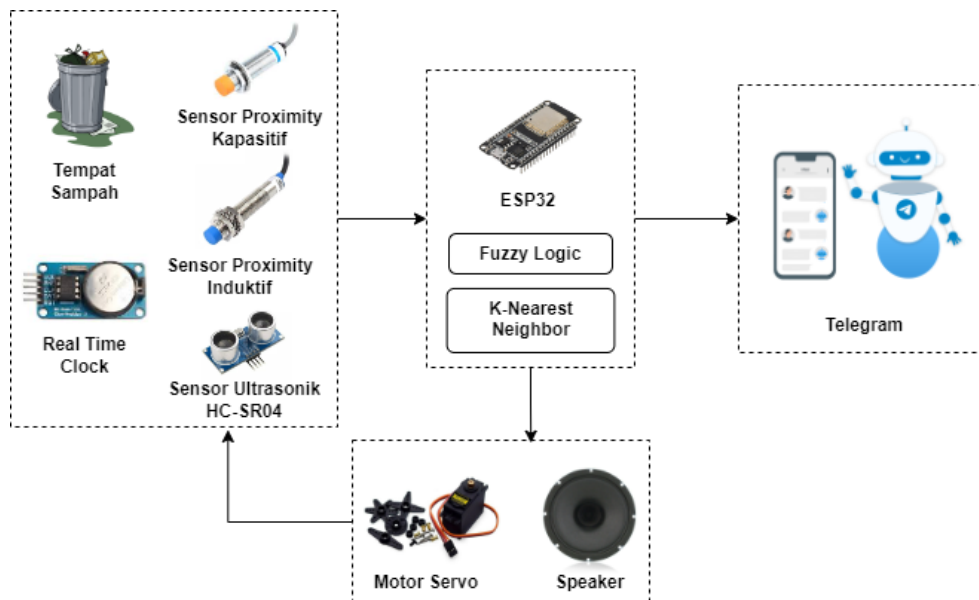 Tempat
Sampah
Sensor Proximity
Kapasitif
Sensor Proximity
Induktif
Real Time
Clock
Sensor Ultrasonik
HC-SR04
ESP32
Fuzzy Logic
K-Nearest
Neighbor
Telegram
Motor Servo
Speaker